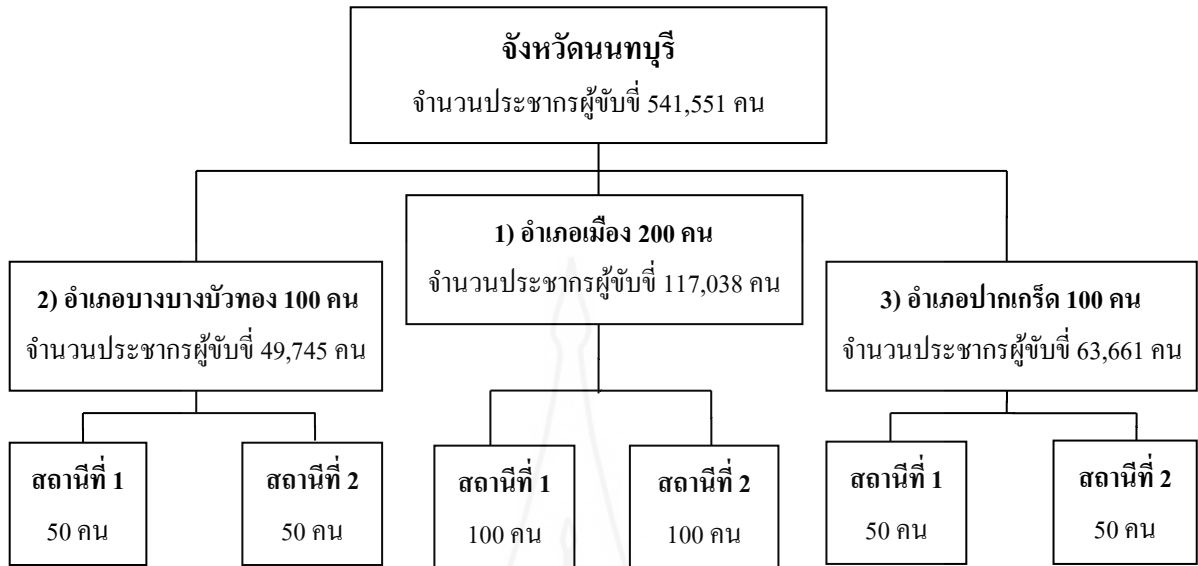 จังหวัดนนทบุรี
จำนวนประชากรผู้ขับขี่ 541,551 คน
1) อำเภอเมือง 200 คน
จำนวนประชากรผู้ขับขี่ 117,038 คน
2) อำเภอบางบางบัวทอง 100 คน
จำนวนประชากรผู้ขับขี่ 49,745 คน
3) อำเภอปากเกร็ด 100 คน
จำนวนประชากรผู้ขับขี่ 63,661 คน
สถานีที่ 1
50 คน
สถานีที่ 2
50 คน
สถานีที่ 1
100 คน
สถานีที่ 2
100 คน
สถานีที่ 1
50 คน
สถานีที่ 2
50 คน